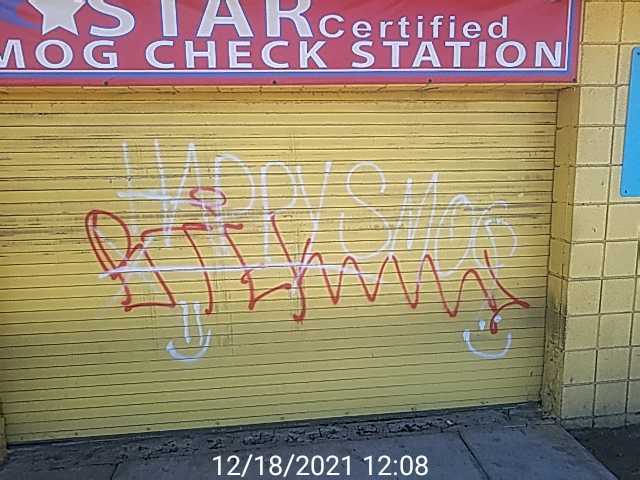 STAR Certified
MOG CHECK STATION
HAPPY SMOG
12/18/2021 12:08